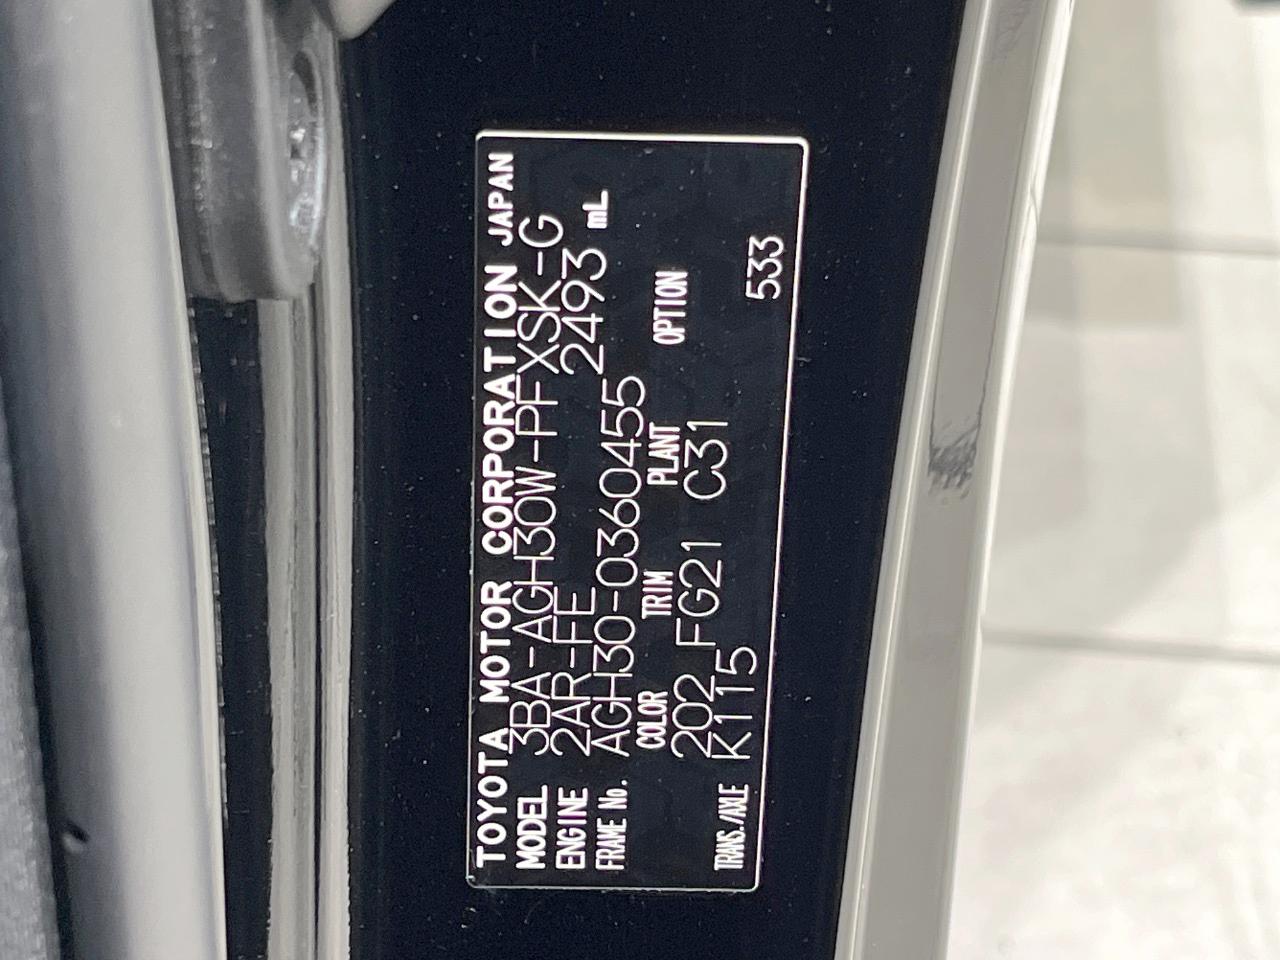 TOYOTA MOTOR CORPORATION JAPAN
MODEL 3BA-AGH30W-PFXSK-G
ENGINE 2AR-FE 2493 mL
FRAME No. AGH30-0360455
COLOR TRIM PLANT OPTION
202 FG21 C31
TRANS./AXLE K115 533